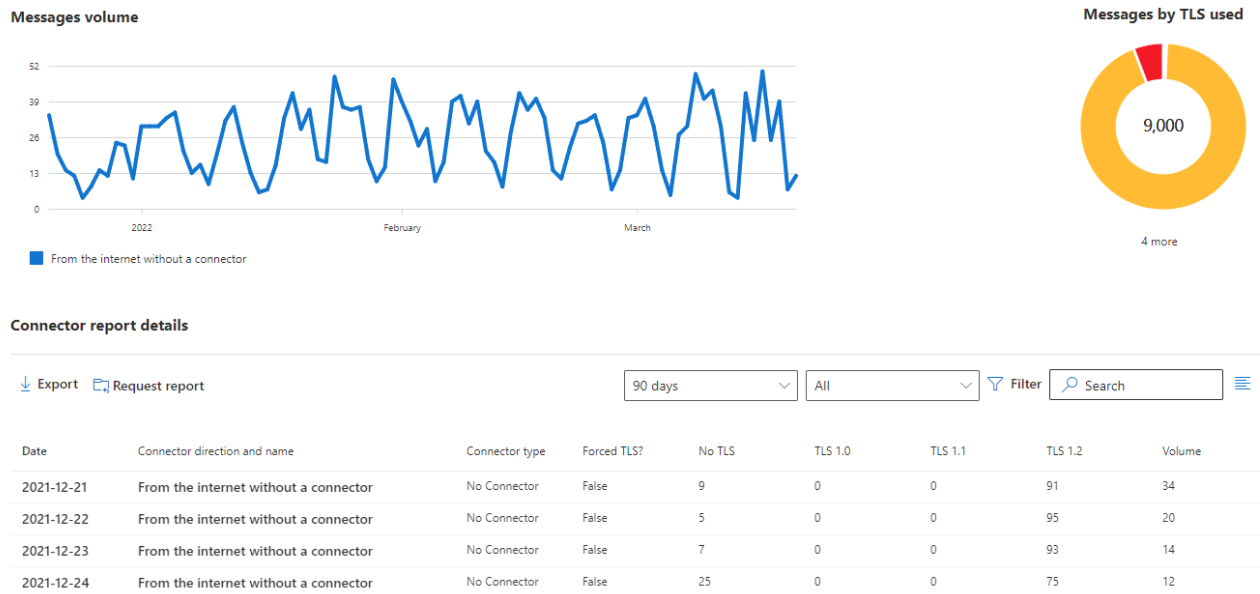 Messages volume
Messages by TLS used
52
39
26
13
0
2022 February March
From the internet without a connector
9,000
4 more
Connector report details
Export Request report 90 days All Filter Search
Date Connector direction and name Connector type Forced TLS? No TLS TLS 1.0 TLS 1.1 TLS 1.2 Volume
2021-12-21 From the internet without a connector No Connector False 9 0 0 91 34
2021-12-22 From the internet without a connector No Connector False 5 0 0 95 20
2021-12-23 From the internet without a connector No Connector False 7 0 0 93 14
2021-12-24 From the internet without a connector No Connector False 25 0 0 75 12